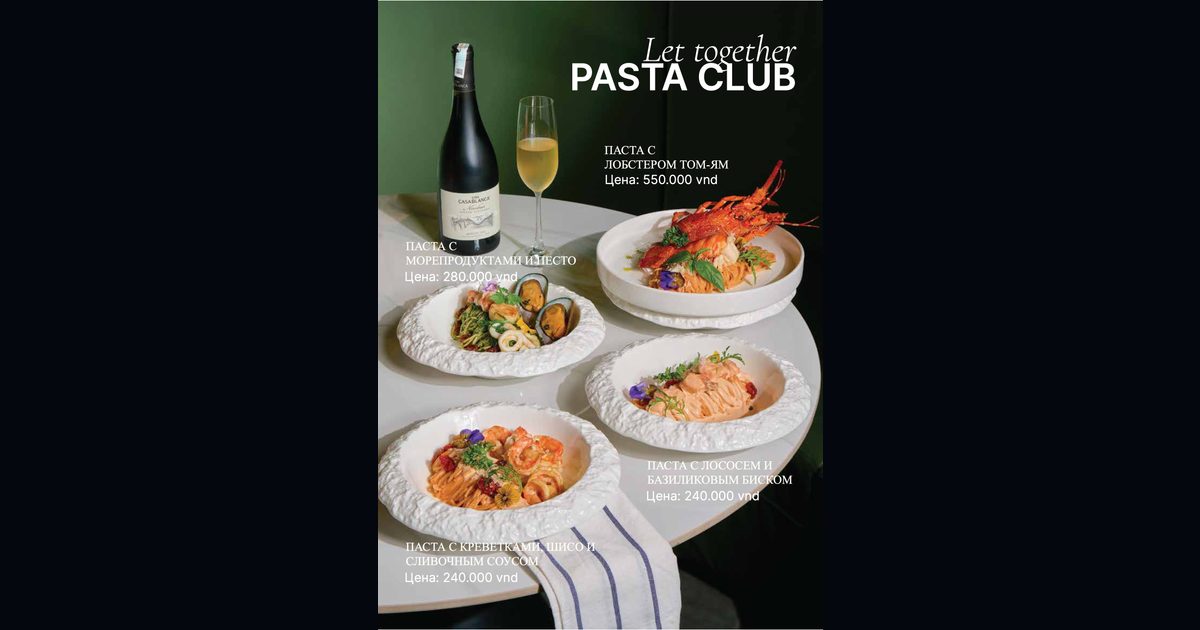 Let together
PASTA CLUB
ПАСТА С
ЛОБСТЕРОМ ТОМ-ЯМ
Цена: 550.000 vnd
CASABLANCA
ПАСТА С
МОРЕПРОДУКТАМИ И ПЕСТО
Цена: 280.000 vnd
ПАСТА С ЛОСОСЕМ И
БАЗИЛИКОВЫМ БИСКОМ
Цена: 240.000 vnd
ПАСТА С КРЕВЕТКАМИ, ШИСО И
СЛИВОЧНЫМ СОУСОМ
Цена: 240.000 vnd